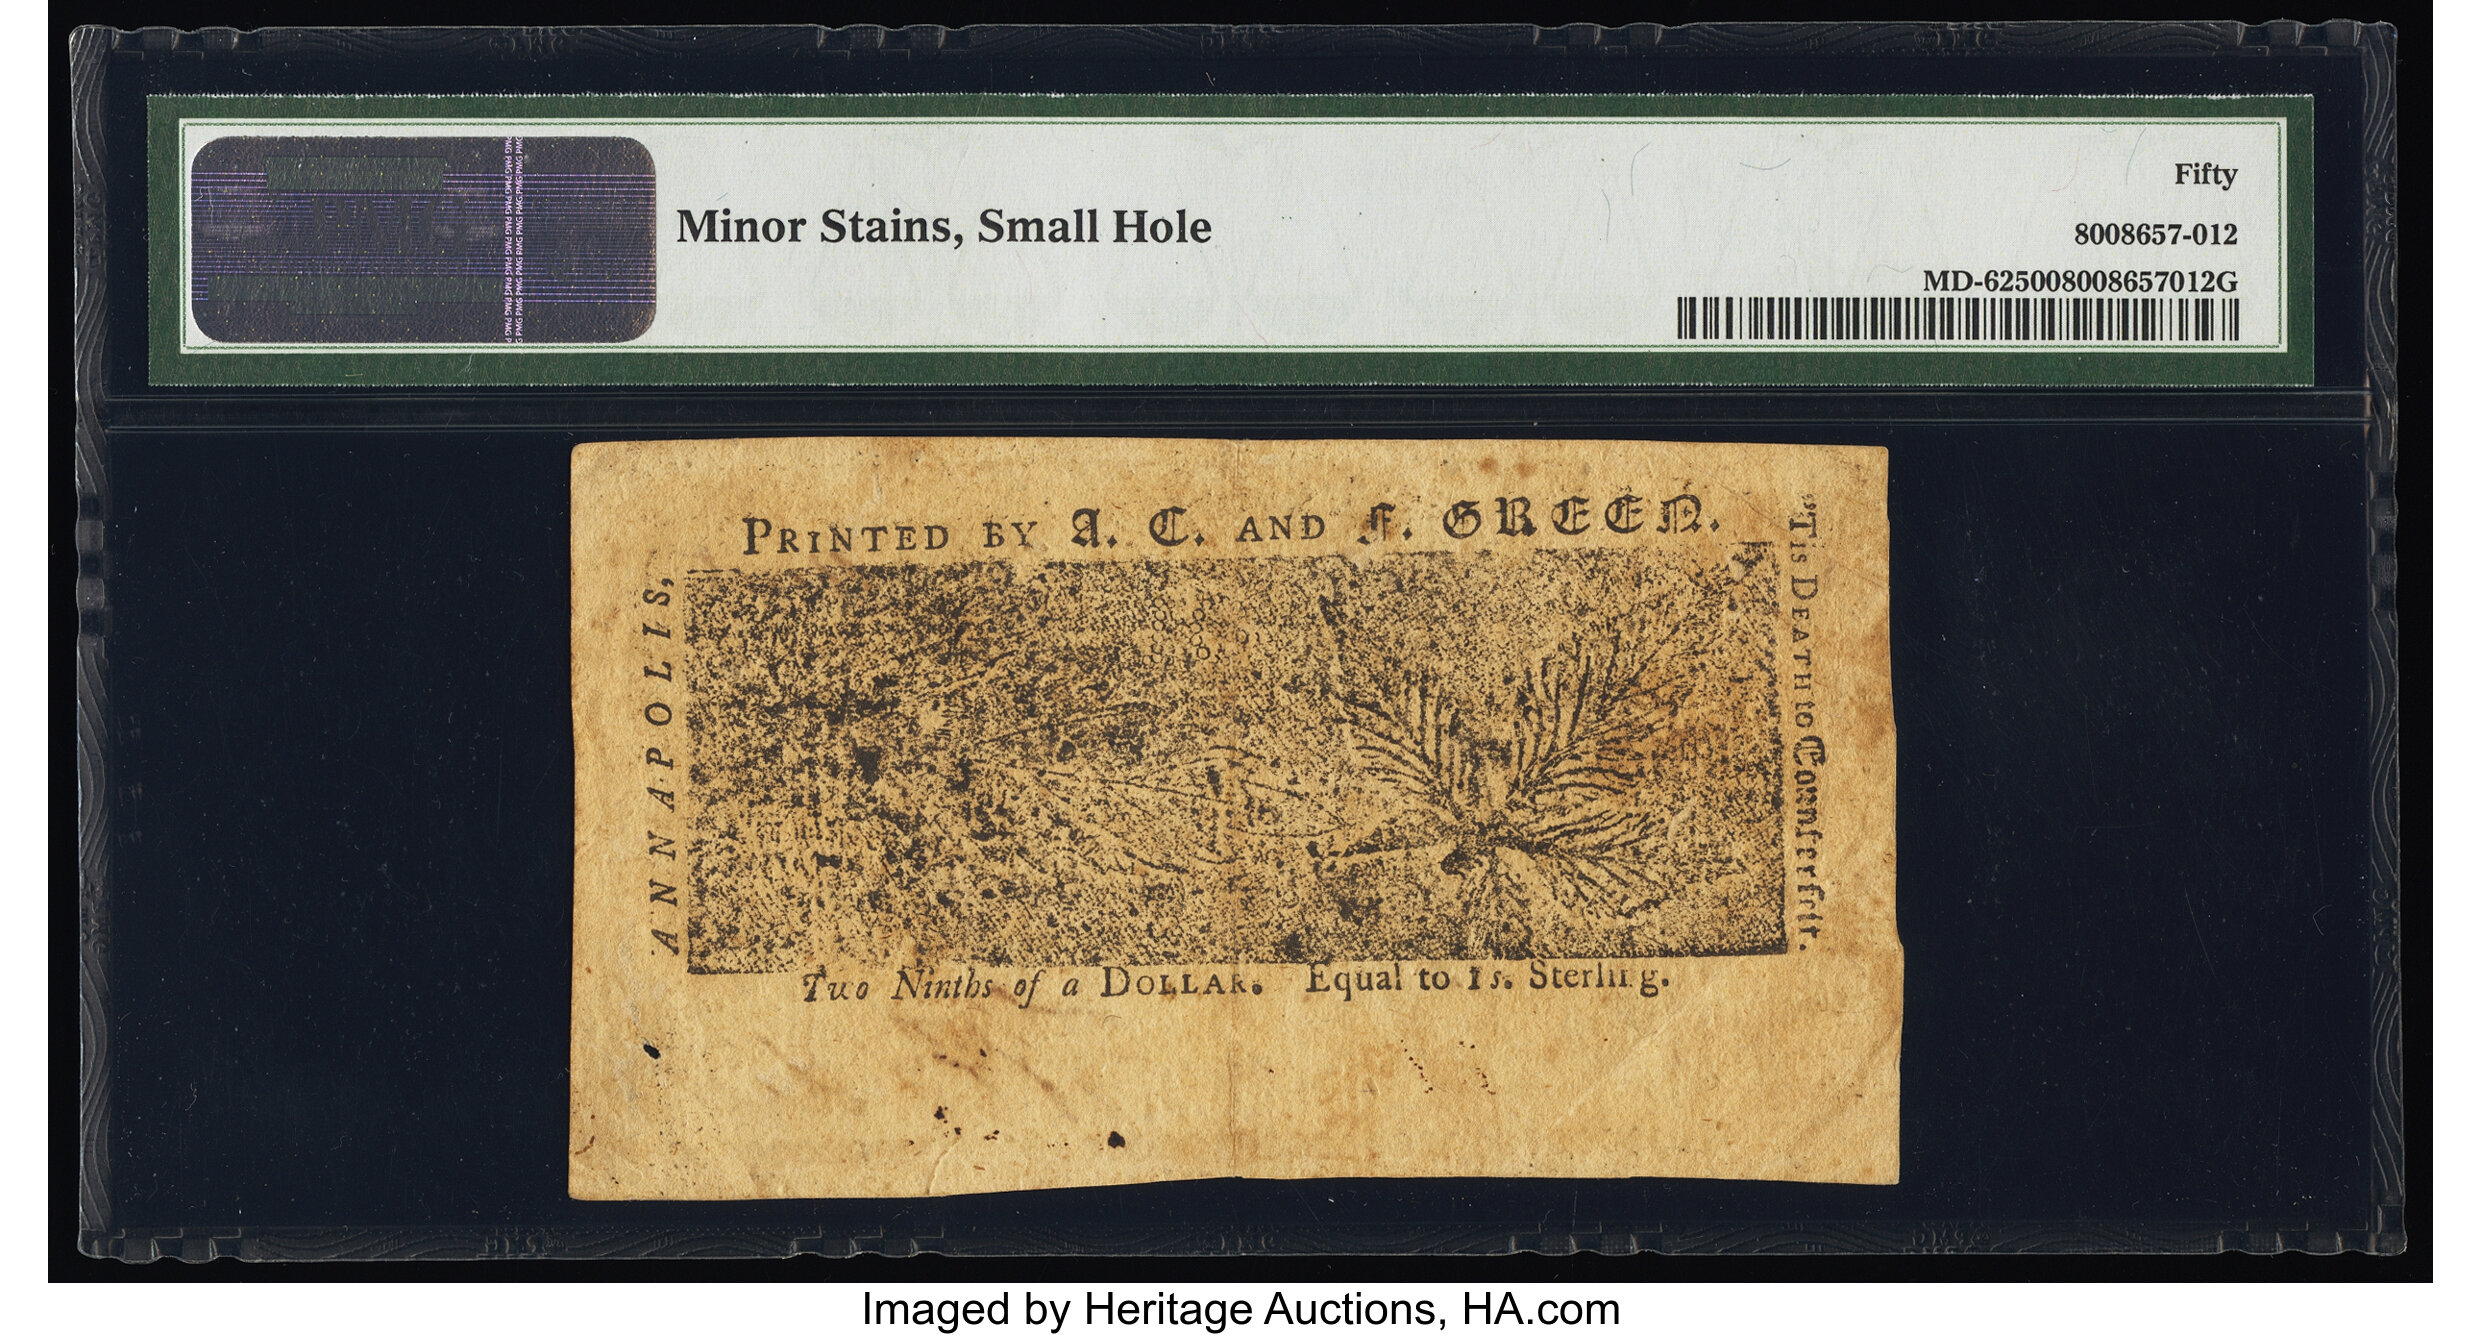 Minor Stains, Small Hole
Fifty
8008657-012
MD-625008008657012G
PRINTED BY A. C. AND F. GREEN.
ANNAPOLIS,
"TIS DEATH to Counterfeit.
Two Ninths of a DOLLAR. Equal to 1s. Sterling.
Imaged by Heritage Auctions, HA.com